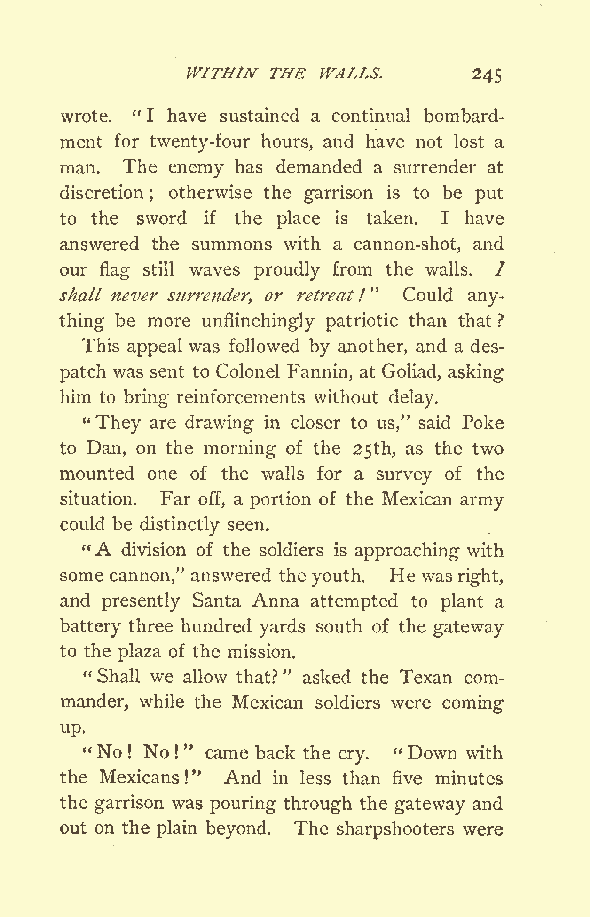 WITHIN THE WALLS. 245
wrote. "I have sustained a continual bombard-
ment for twenty-four hours, and have not lost a
man. The enemy has demanded a surrender at
discretion; otherwise the garrison is to be put
to the sword if the place is taken. I have
answered the summons with a cannon-shot, and
our flag still waves proudly from the walls. I
shall never surrender, or retreat!" Could any-
thing be more unflinchingly patriotic than that?
This appeal was followed by another, and a des-
patch was sent to Colonel Fannin, at Goliad, asking
him to bring reinforcements without delay.
"They are drawing in closer to us," said Poke
to Dan, on the morning of the 25th, as the two
mounted one of the walls for a survey of the
situation. Far off, a portion of the Mexican army
could be distinctly seen.
"A division of the soldiers is approaching with
some cannon," answered the youth. He was right,
and presently Santa Anna attempted to plant a
battery three hundred yards south of the gateway
to the plaza of the mission.
"Shall we allow that?" asked the Texan com-
mander, while the Mexican soldiers were coming
up.
"No! No!" came back the cry. "Down with
the Mexicans!" And in less than five minutes
the garrison was pouring through the gateway and
out on the plain beyond. The sharpshooters were